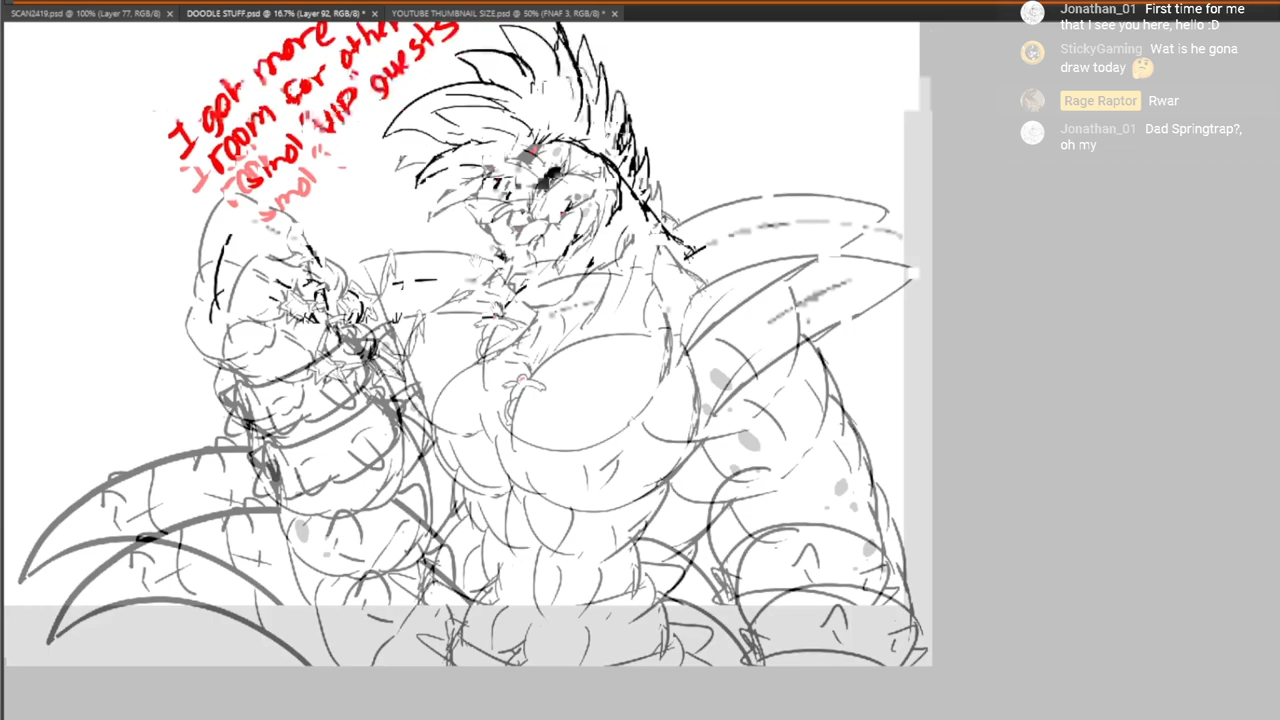 SCAN2419.psd @ 100% (Layer 77, RGB/8) × DOODLE STUFF.psd @ 16.7% (Layer 92, RGB/8) * × YOUTUBE THUMBNAIL SIZE.psd @ 50% (FNAF 3, RGB/8) * ×
I got more
room for other
"Sinol" "VIP" guests
Jonathan_01 First time for me
that I see you here, hello :D
StickyGaming Wat is he gona
draw today 🤔
Rage Raptor Rwar
Jonathan_01 Dad Springtrap?,
oh my